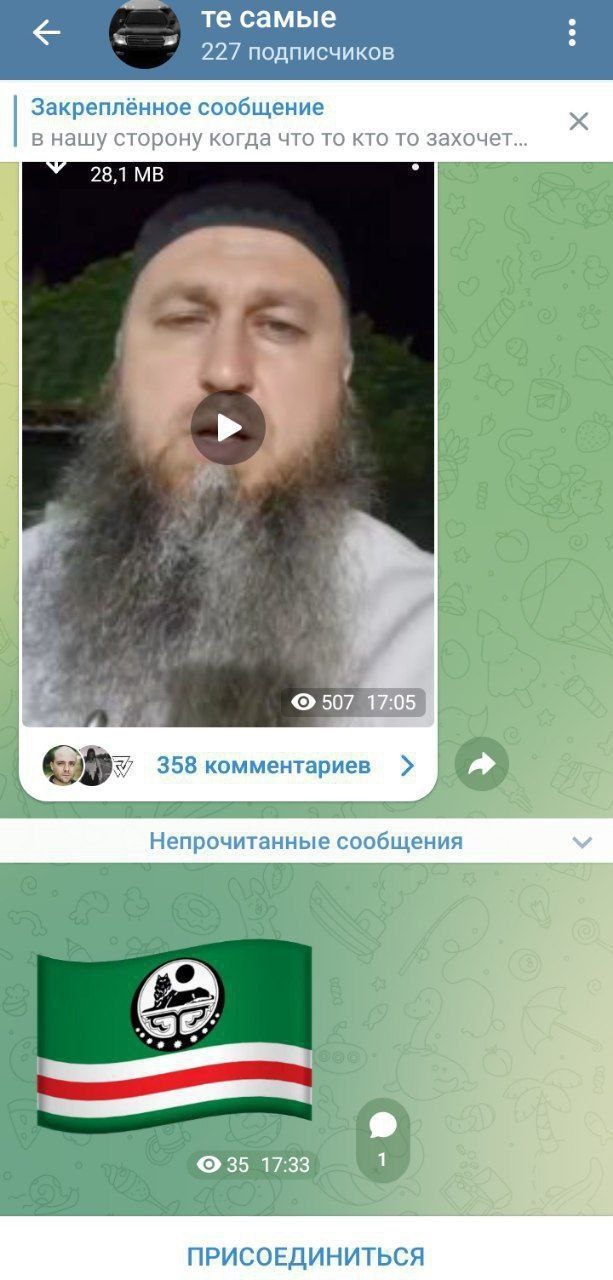 те самые
227 подписчиков
Закреплённое сообщение
в нашу сторону когда что то кто то захочет...
28,1 MB
507 17:05
358 комментариев
Непрочитанные сообщения
35 17:33
1
ПРИСОЕДИНИТЬСЯ